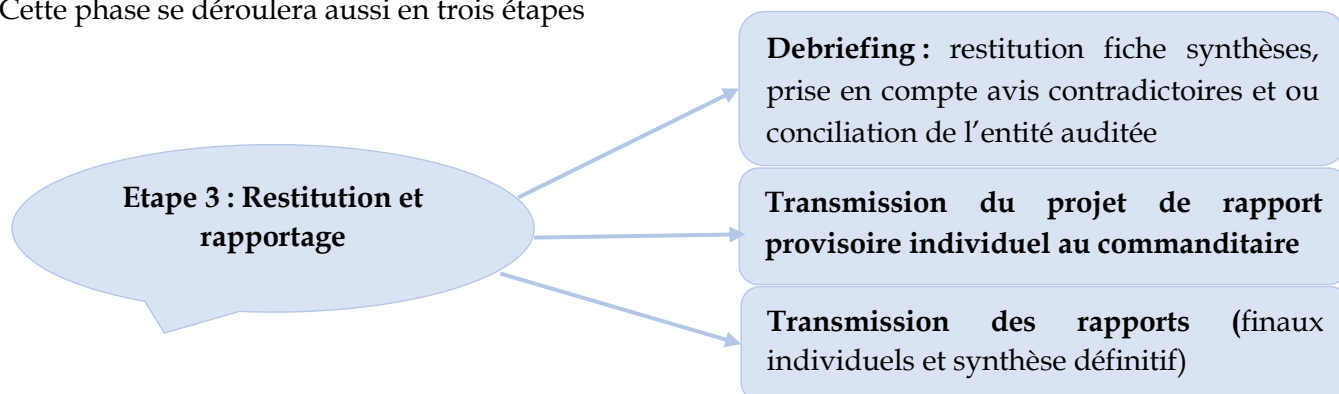 Cette phase se déroulera aussi en trois étapes
Debriefing : restitution fiche synthèses,
prise en compte avis contradictoires et ou
conciliation de l’entité auditée
Etape 3 : Restitution et
rapportage
Transmission du projet de rapport
provisoire individuel au commanditaire
Transmission des rapports (finaux
individuels et synthèse définitif)